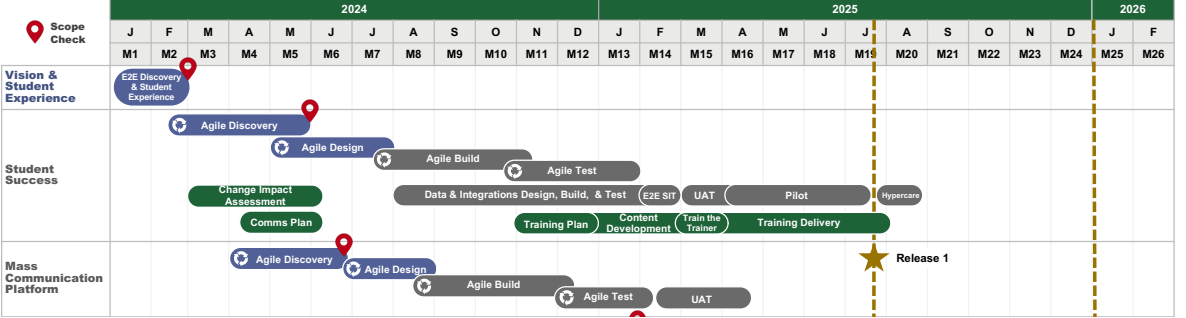 2024 2025 2026
Scope
Check
J F M A M J J A S O N D J F M A M J J A S O N D J F
M1 M2 M3 M4 M5 M6 M7 M8 M9 M10 M11 M12 M13 M14 M15 M16 M17 M18 M19 M20 M21 M22 M23 M24 M25 M26
Vision &
Student
Experience
E2E Discovery
& Student
Experience
Student
Success
Agile Discovery
Agile Design
Agile Build
Agile Test
Change Impact
Assessment
Data & Integrations Design, Build, & Test
E2E SIT
UAT
Pilot
Hypercare
Comms Plan
Training Plan
Content
Development
Train the
Trainer
Training Delivery
Mass
Communication
Platform
Agile Discovery
Agile Design
Agile Build
Agile Test
UAT
Release 1